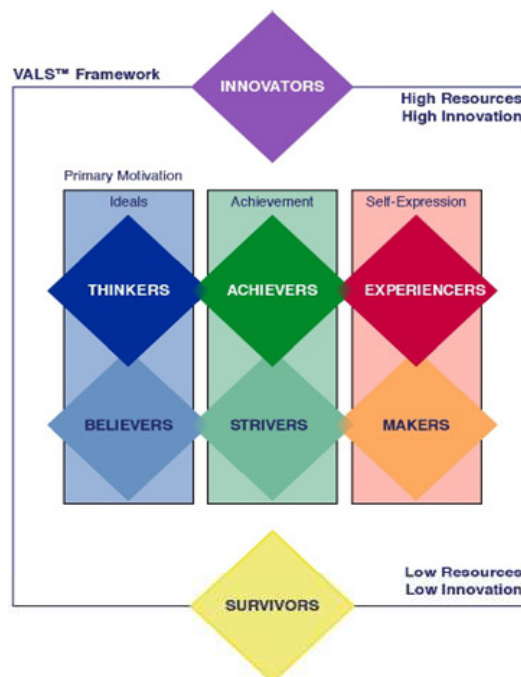 VALS™ Framework
INNOVATORS
High Resources
High Innovation
Primary Motivation
Ideals
Achievement
Self-Expression
THINKERS
ACHIEVERS
EXPERIENCERS
BELIEVERS
STRIVERS
MAKERS
Low Resources
Low Innovation
SURVIVORS